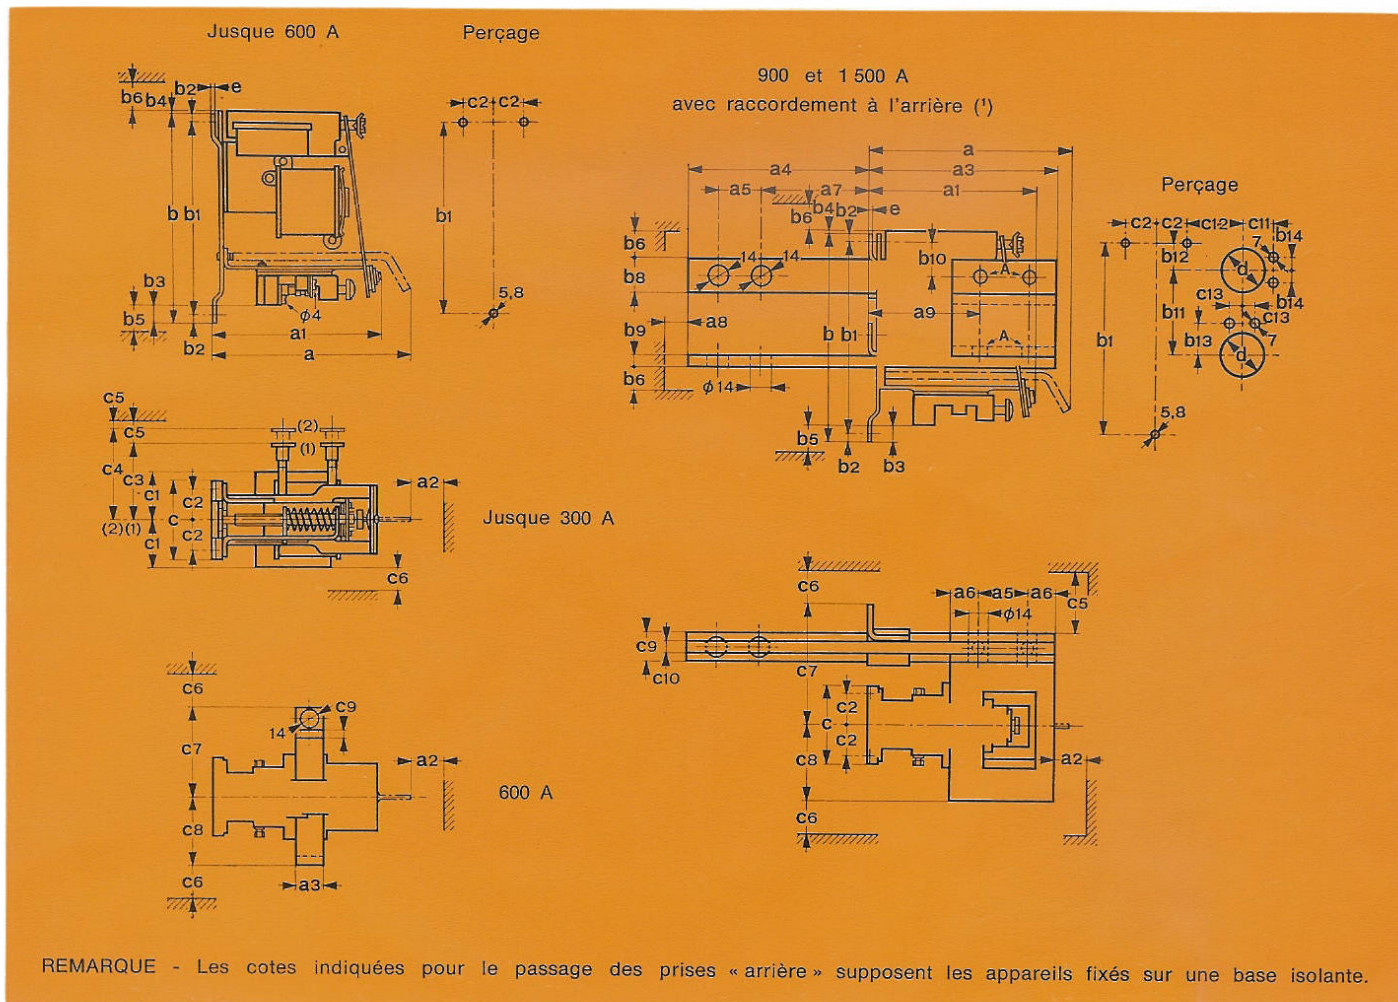 Jusque 600 A
Perçage
b2 e
b6 b4
c2 c2
b b1
b1
b3
b5
b2
ϕ4
a1
a
5,8
900 et 1 500 A
avec raccordement à l'arrière (¹)
a
a4 a3
a5 a7 a1
b6 b4 b2 e
b6
b8
b9
b6
14 14
b10
A
a9
a8
b b1
A
ϕ14
b5
b2 b3
Perçage
c2 c2 c12 c11
7 b14
b12
d
c13
b14
b11
c13
b1
b13
7
d
5,8
c5
c5
(2)
(1)
c4 c3 c1
c2
c
c2
(2)(1)
c1
a2
c6
Jusque 300 A
c6
c7
c9
14
a2
c8
c6
a3
600 A
c6
a6 a5 a6
c5
ϕ14
c9
c10
c7
c2
c
c2
c8
a2
c6
REMARQUE - Les cotes indiquées pour le passage des prises « arrière » supposent les appareils fixés sur une base isolante.